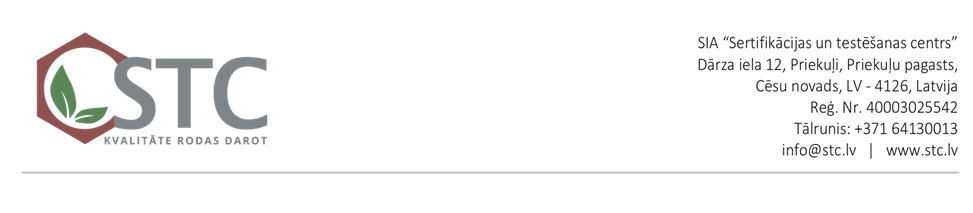 STC
KVALITĀTE RODAS DAROT
SIA “Sertifikācijas un testēšanas centrs”
Dārza iela 12, Priekuļi, Priekuļu pagasts,
Cēsu novads, LV - 4126, Latvija
Reģ. Nr. 40003025542
Tālrunis: +371 64130013
info@stc.lv | www.stc.lv